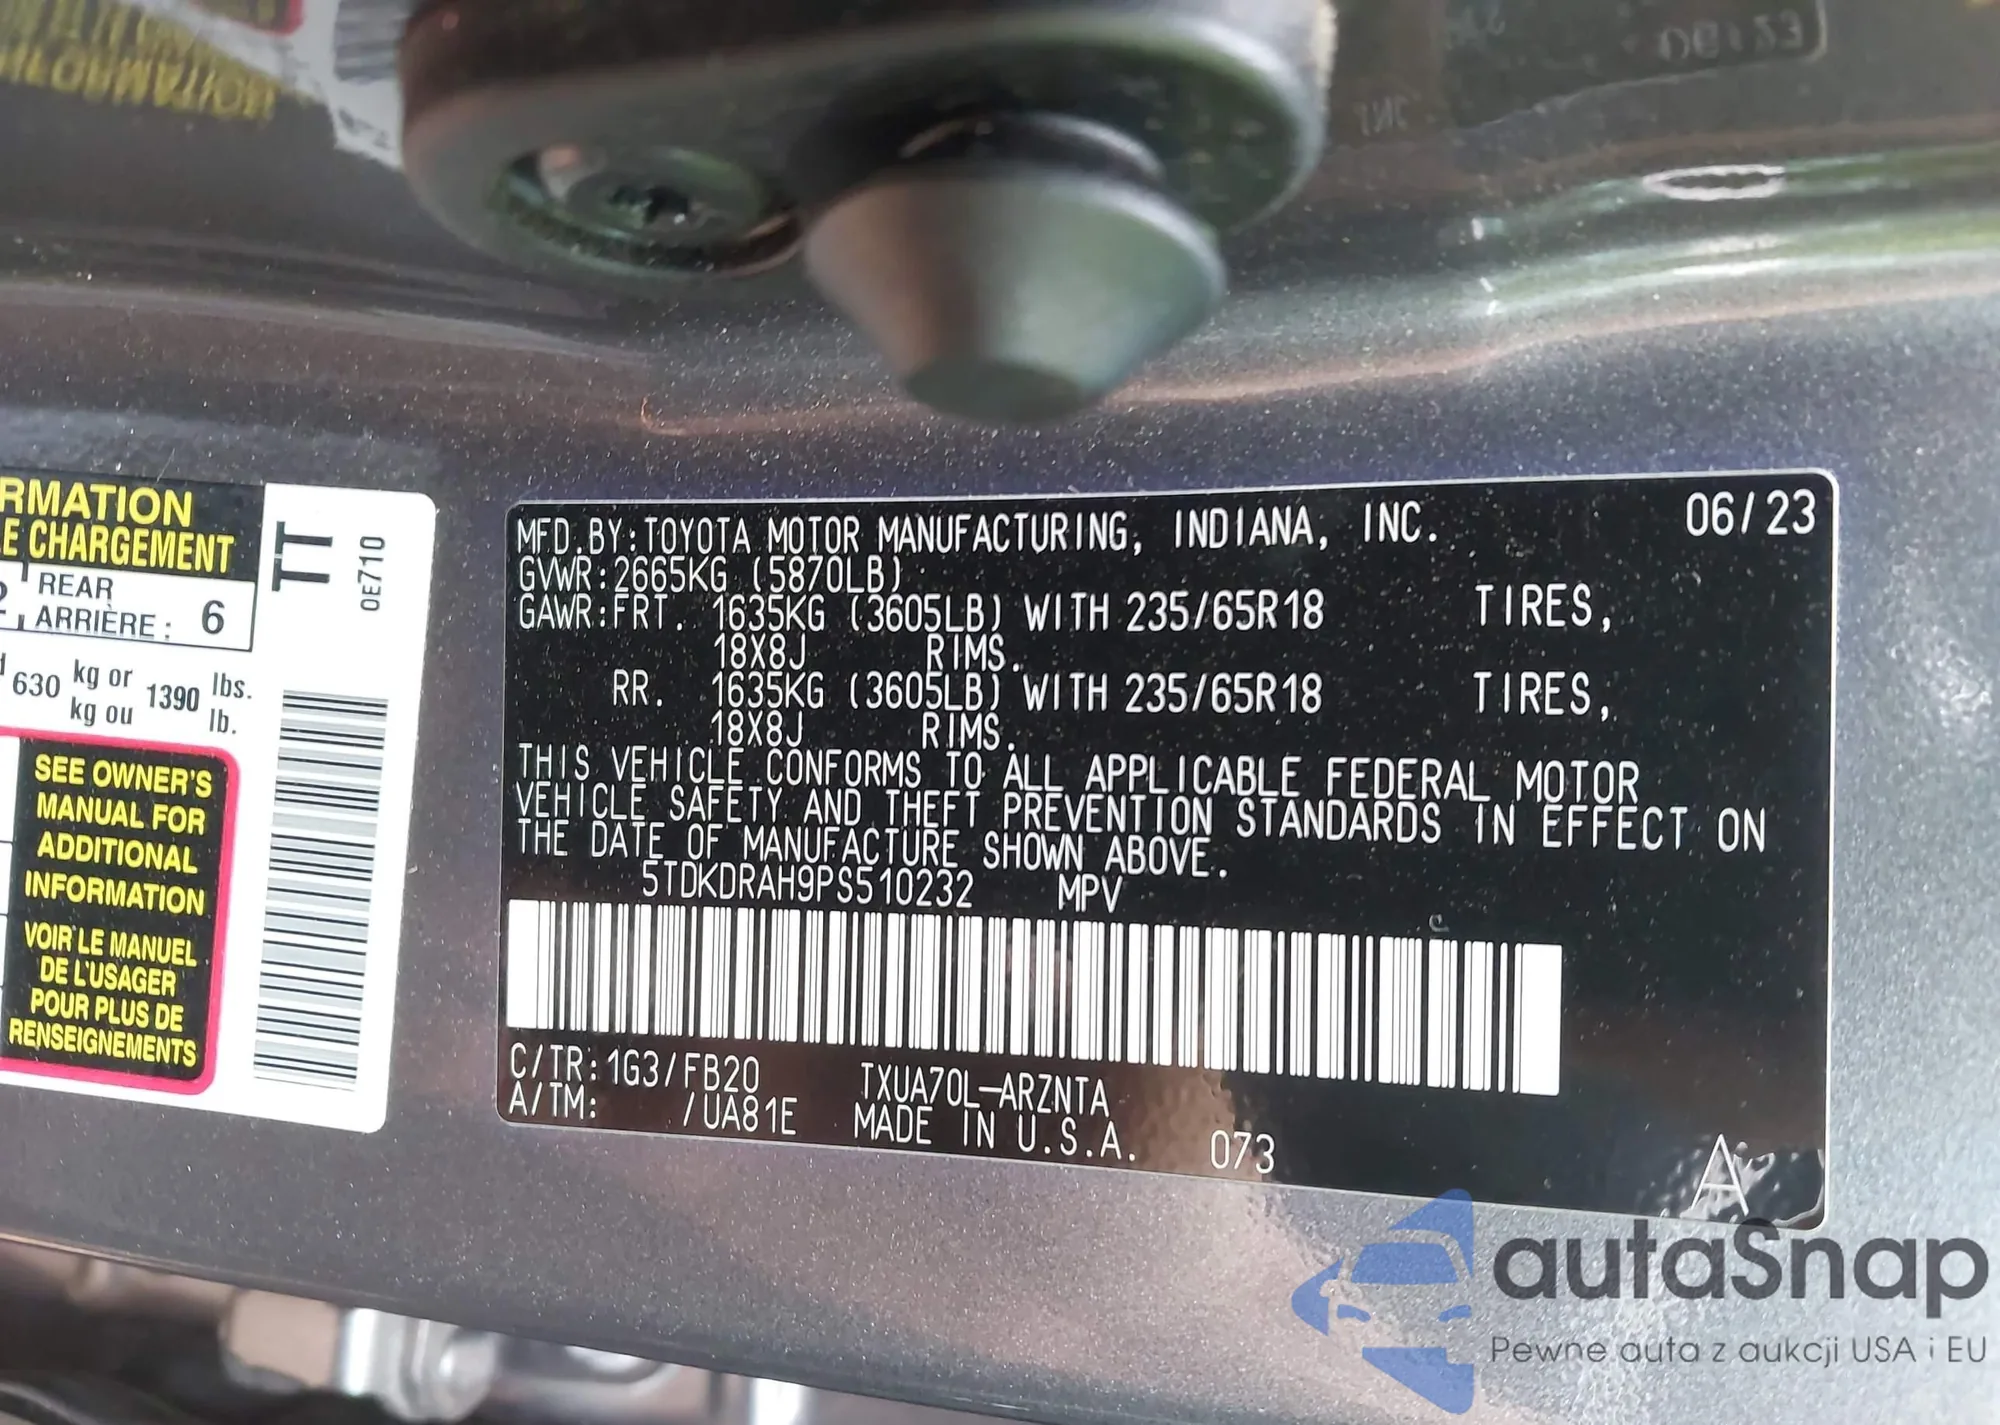 06/23
RMATION
E CHARGEMENT
REAR
ARRIÈRE : 6
630 kg or 1390 lbs.
kg ou lb.
SEE OWNER'S
MANUAL FOR
ADDITIONAL
INFORMATION
VOIR LE MANUEL
DE L'USAGER
POUR PLUS DE
RENSEIGNEMENTS
TT
0E710
MFD.BY:TOYOTA MOTOR MANUFACTURING, INDIANA, INC. 06/23
GVWR:2665KG (5870LB)
GAWR:FRT. 1635KG (3605LB) WITH 235/65R18 TIRES,
18X8J RIMS.
RR. 1635KG (3605LB) WITH 235/65R18 TIRES,
18X8J RIMS.
THIS VEHICLE CONFORMS TO ALL APPLICABLE FEDERAL MOTOR
VEHICLE SAFETY AND THEFT PREVENTION STANDARDS IN EFFECT ON
THE DATE OF MANUFACTURE SHOWN ABOVE.
5TDKDRAH9PS510232 MPV
C
C/TR:1G3/FB20 TXUA70L-ARZNTA
A/TM: /UA81E MADE IN U.S.A. 073
A
autaSnap
Pewne auta z aukcji USA i EU